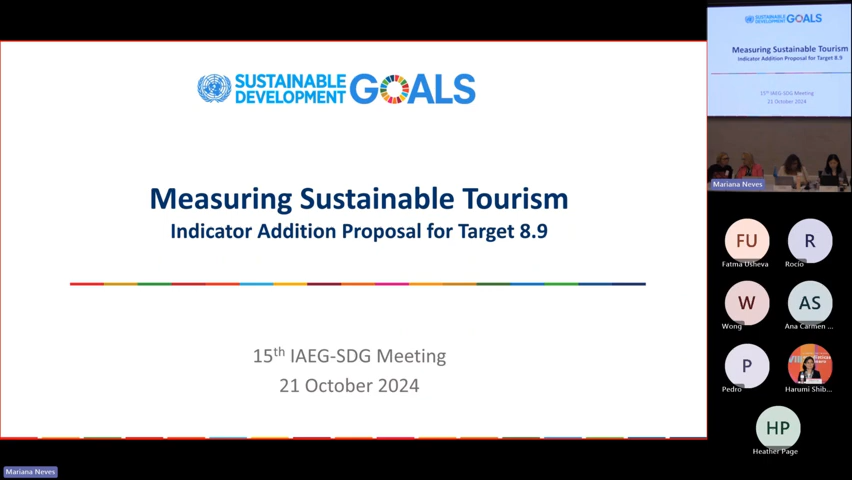 SUSTAINABLE
DEVELOPMENT
GOALS
Measuring Sustainable Tourism
Indicator Addition Proposal for Target 8.9
15th IAEG-SDG Meeting
21 October 2024
Mariana Neves
SUSTAINABLE
DEVELOPMENT
GOALS
Measuring Sustainable Tourism
Indicator Addition Proposal for Target 8.9
15th IAEG-SDG Meeting
21 October 2024
Mariana Neves
FU
Fatma Usheva
R
Rocio
W
Wong
AS
Ana Carmen ...
P
Pedro
Harumi Shib...
HP
Heather Page